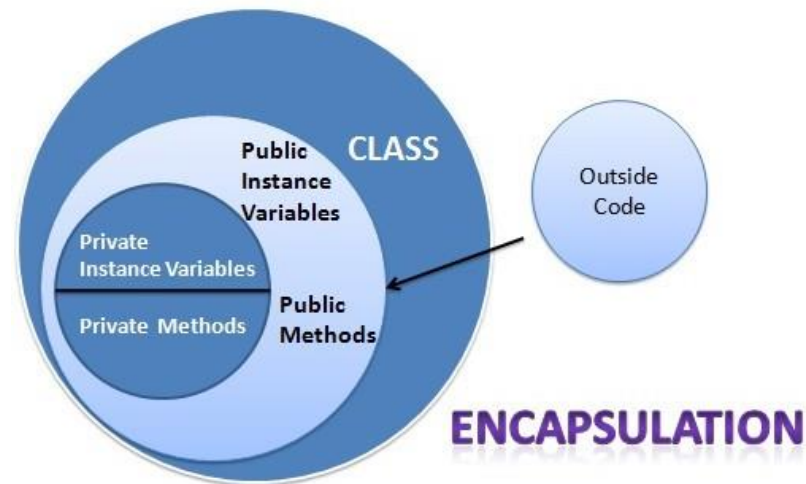 Public
Instance
Variables
CLASS
Outside
Code
Private
Instance Variables
Private Methods
Public
Methods
ENCAPSULATION